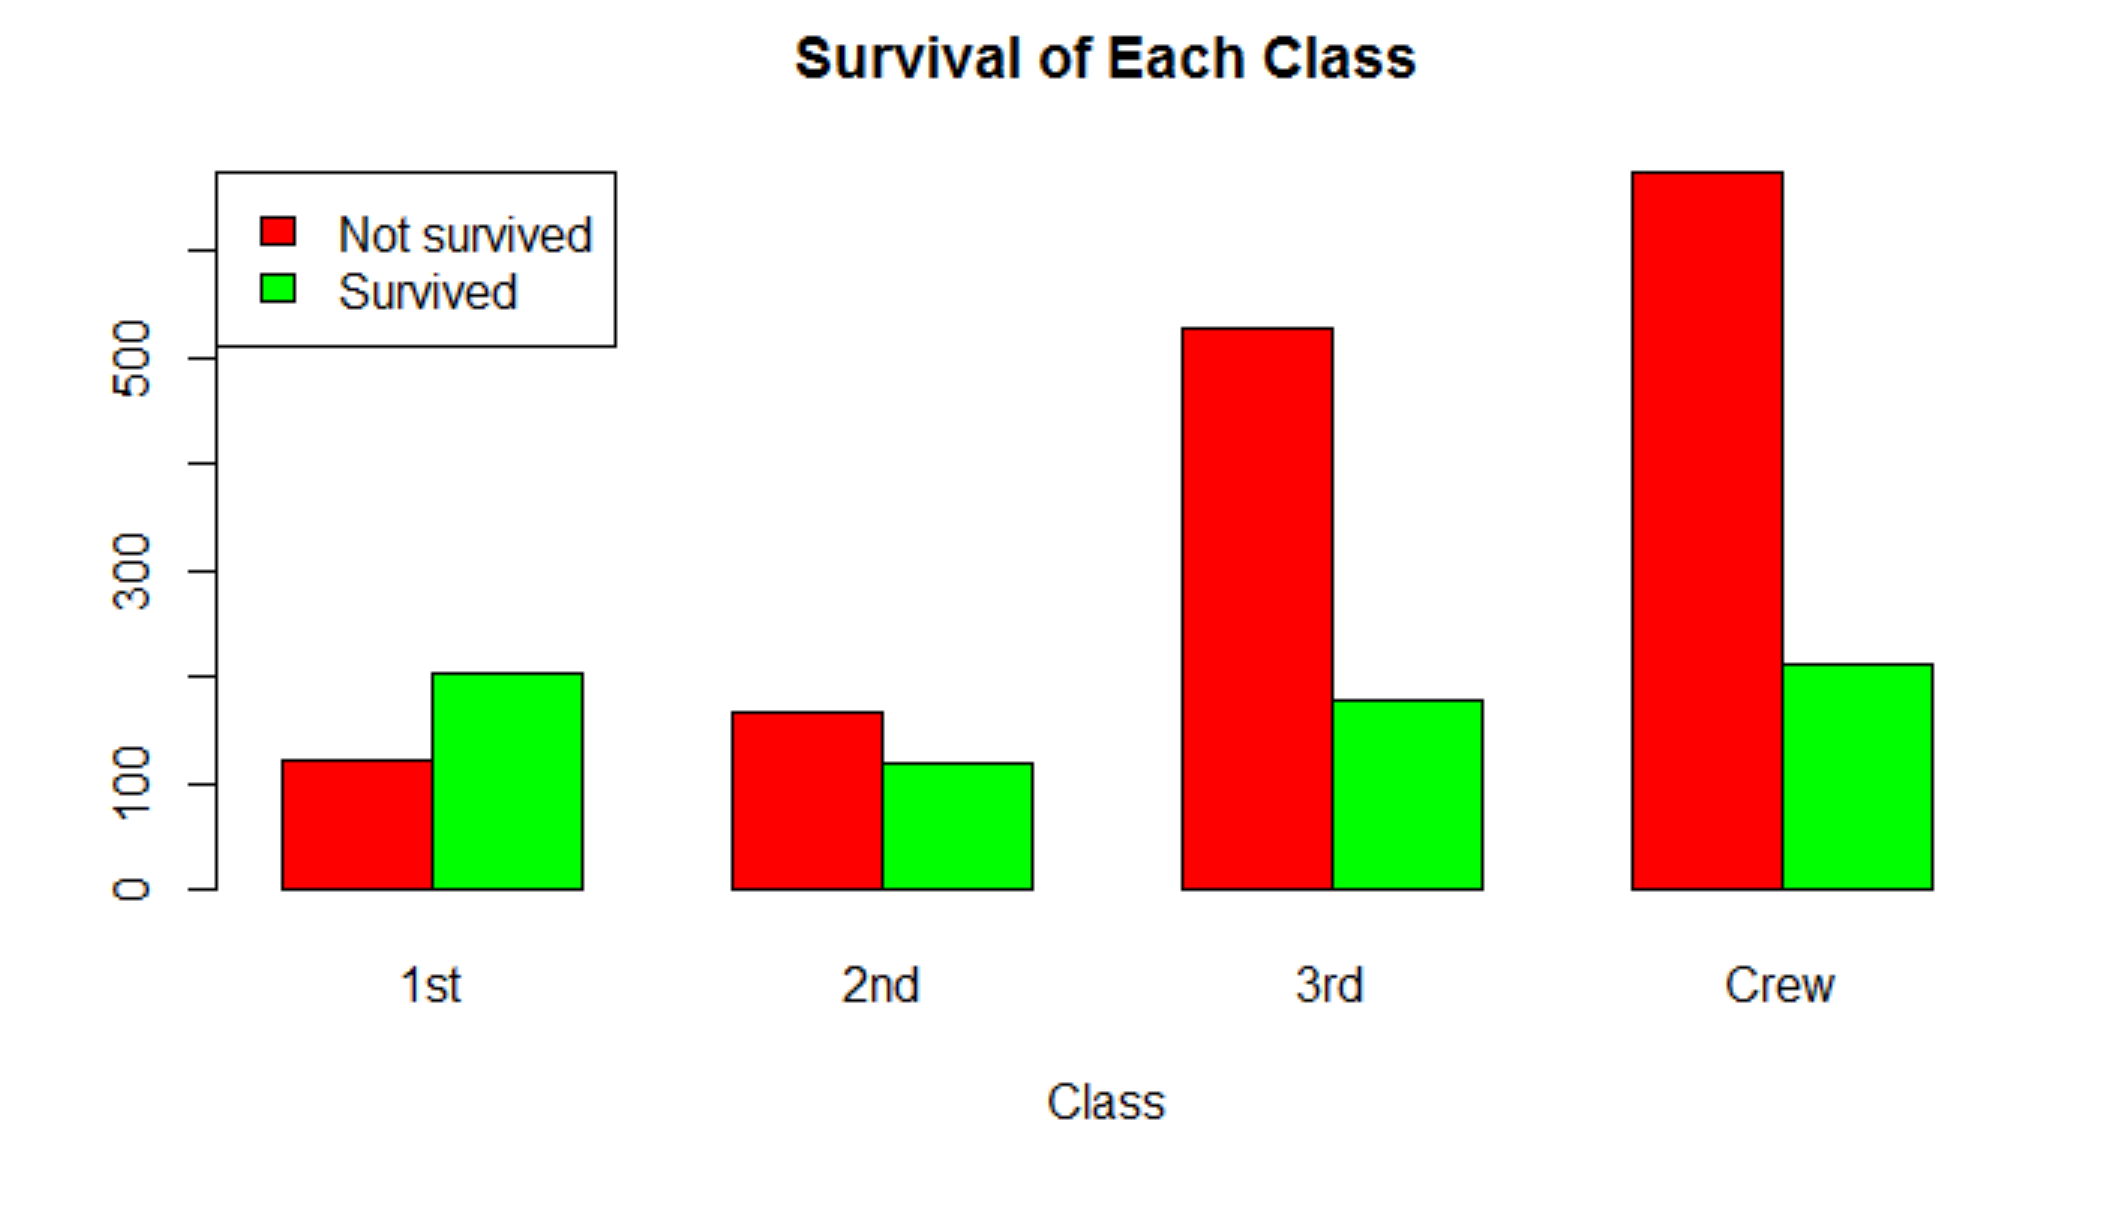 Survival of Each Class
Not survived
Survived
500
300
100
0
1st 2nd 3rd Crew
Class